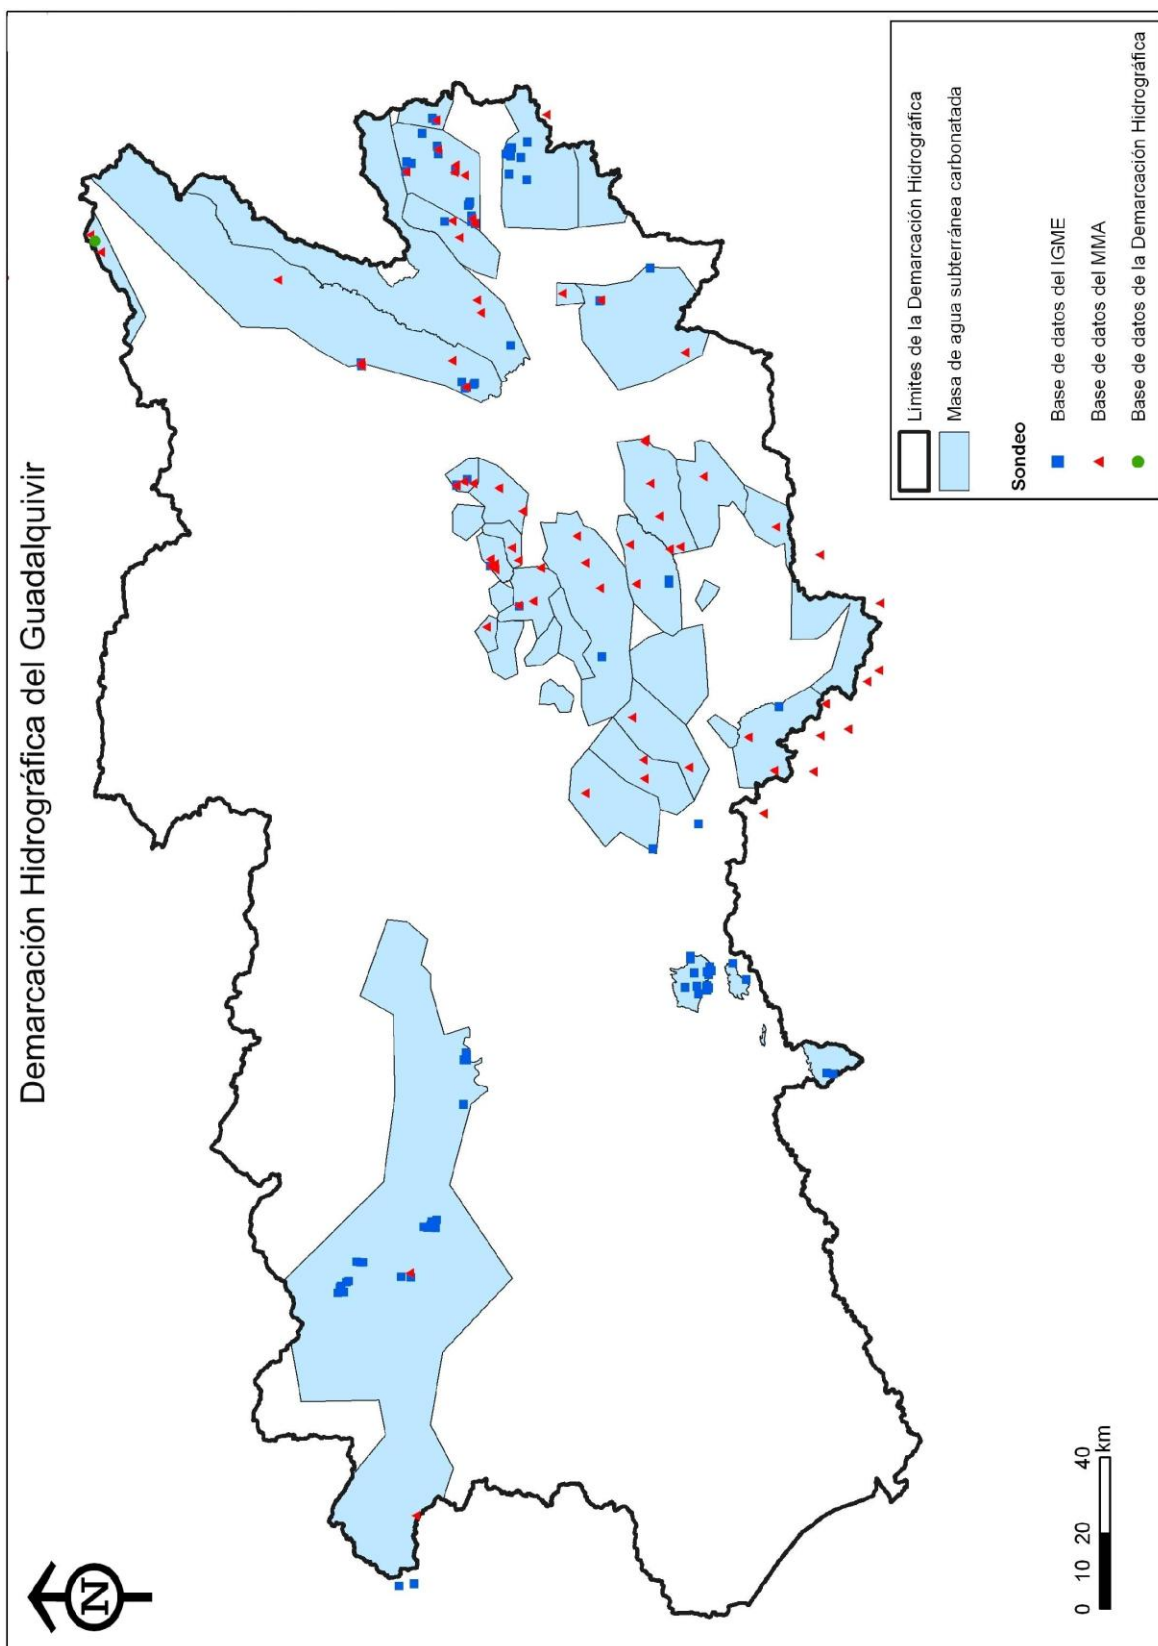 Demarcación Hidrográfica del Guadalquivir
N
0 10 20 40
km
Límites de la Demarcación Hidrográfica
Masa de agua subterránea carbonatada
Sondeo
Base de datos del IGME
Base de datos del MMA
Base de datos de la Demarcación Hidrográfica